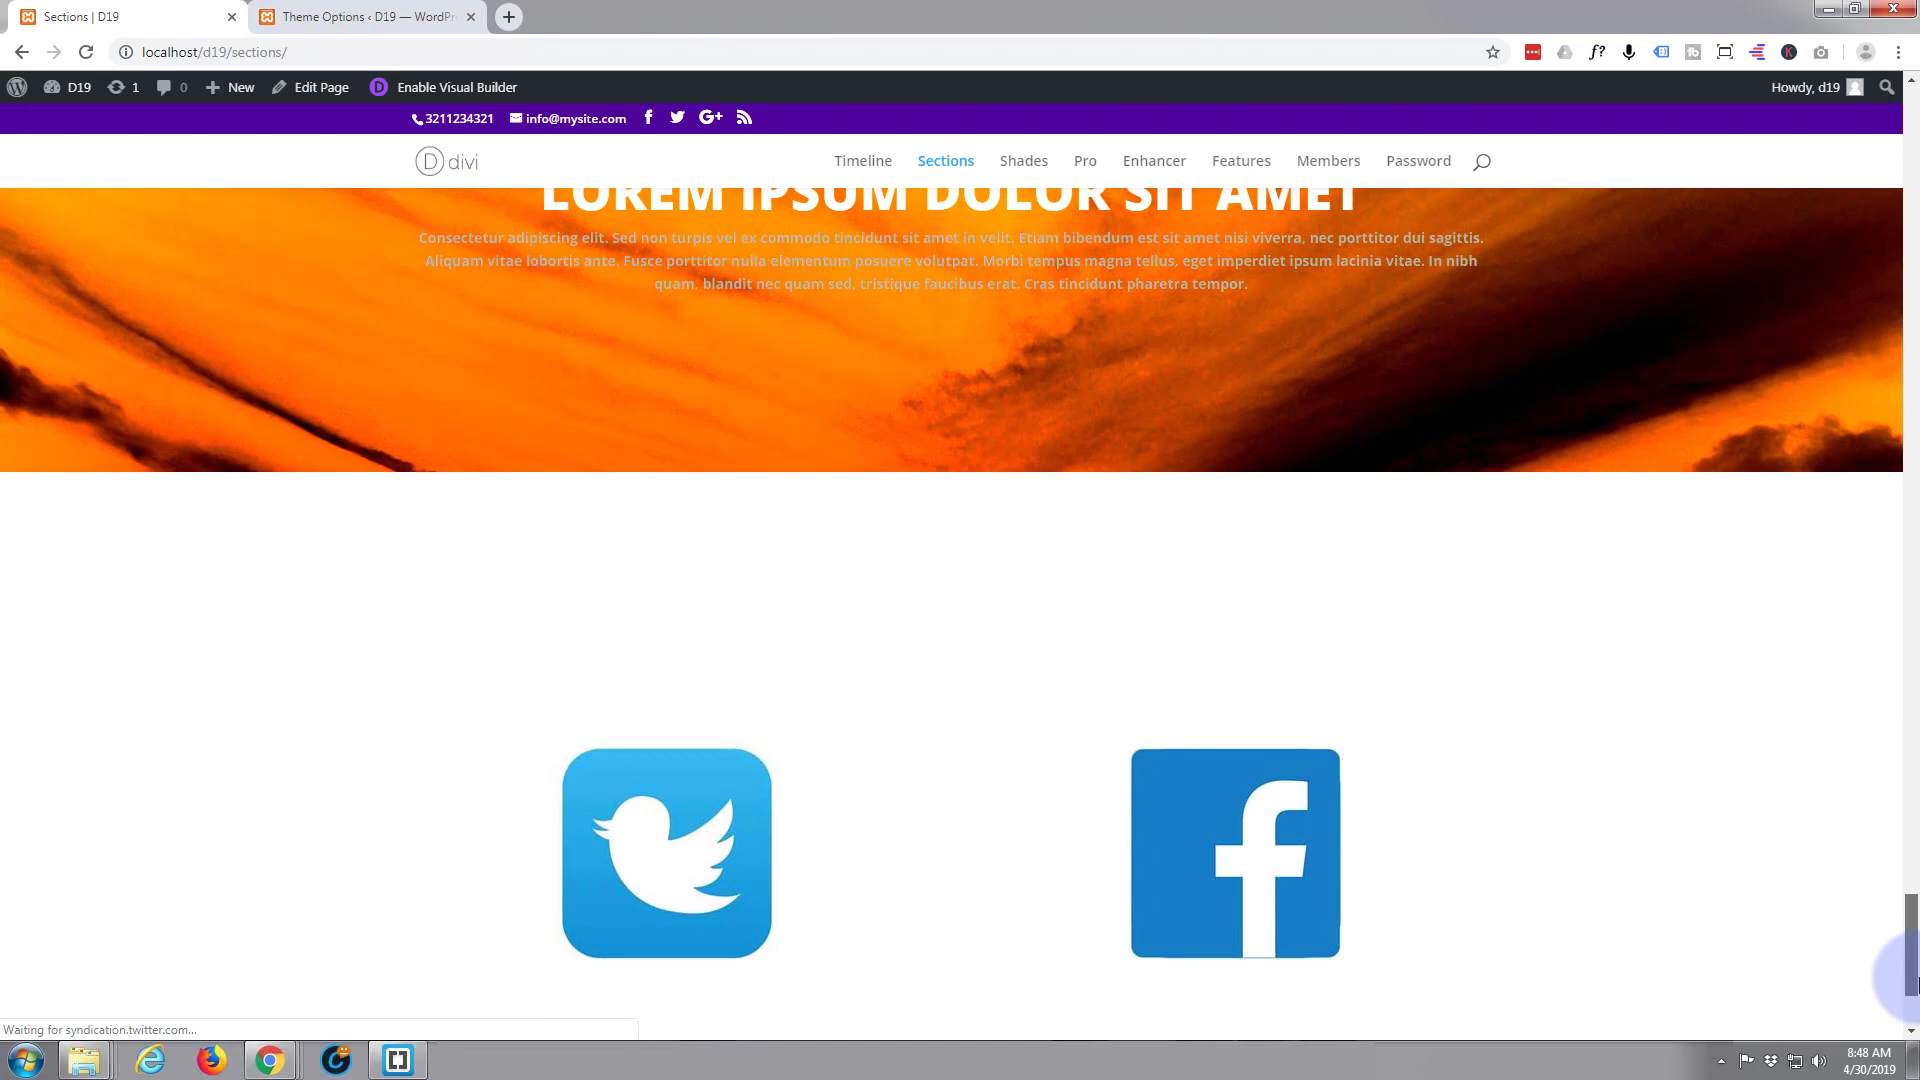 Sections | D19
Theme Options ‹ D19 — WordPr
localhost/d19/sections/
D19 1 0 New Edit Page Enable Visual Builder Howdy, d19
3211234321 info@mysite.com
divi Timeline Sections Shades Pro Enhancer Features Members Password
LOREM IPSUM DOLOR SIT AMET
Consectetur adipiscing elit. Sed non turpis vel ex commodo tincidunt sit amet in velit. Etiam bibendum est sit amet nisi viverra, nec porttitor dui sagittis.
Aliquam vitae lobortis ante. Fusce porttitor nulla elementum posuere volutpat. Morbi tempus magna tellus, eget imperdiet ipsum lacinia vitae. In nibh
quam, blandit nec quam sed, tristique faucibus erat. Cras tincidunt pharetra tempor.
Waiting for syndication.twitter.com...
8:48 AM
4/30/2019